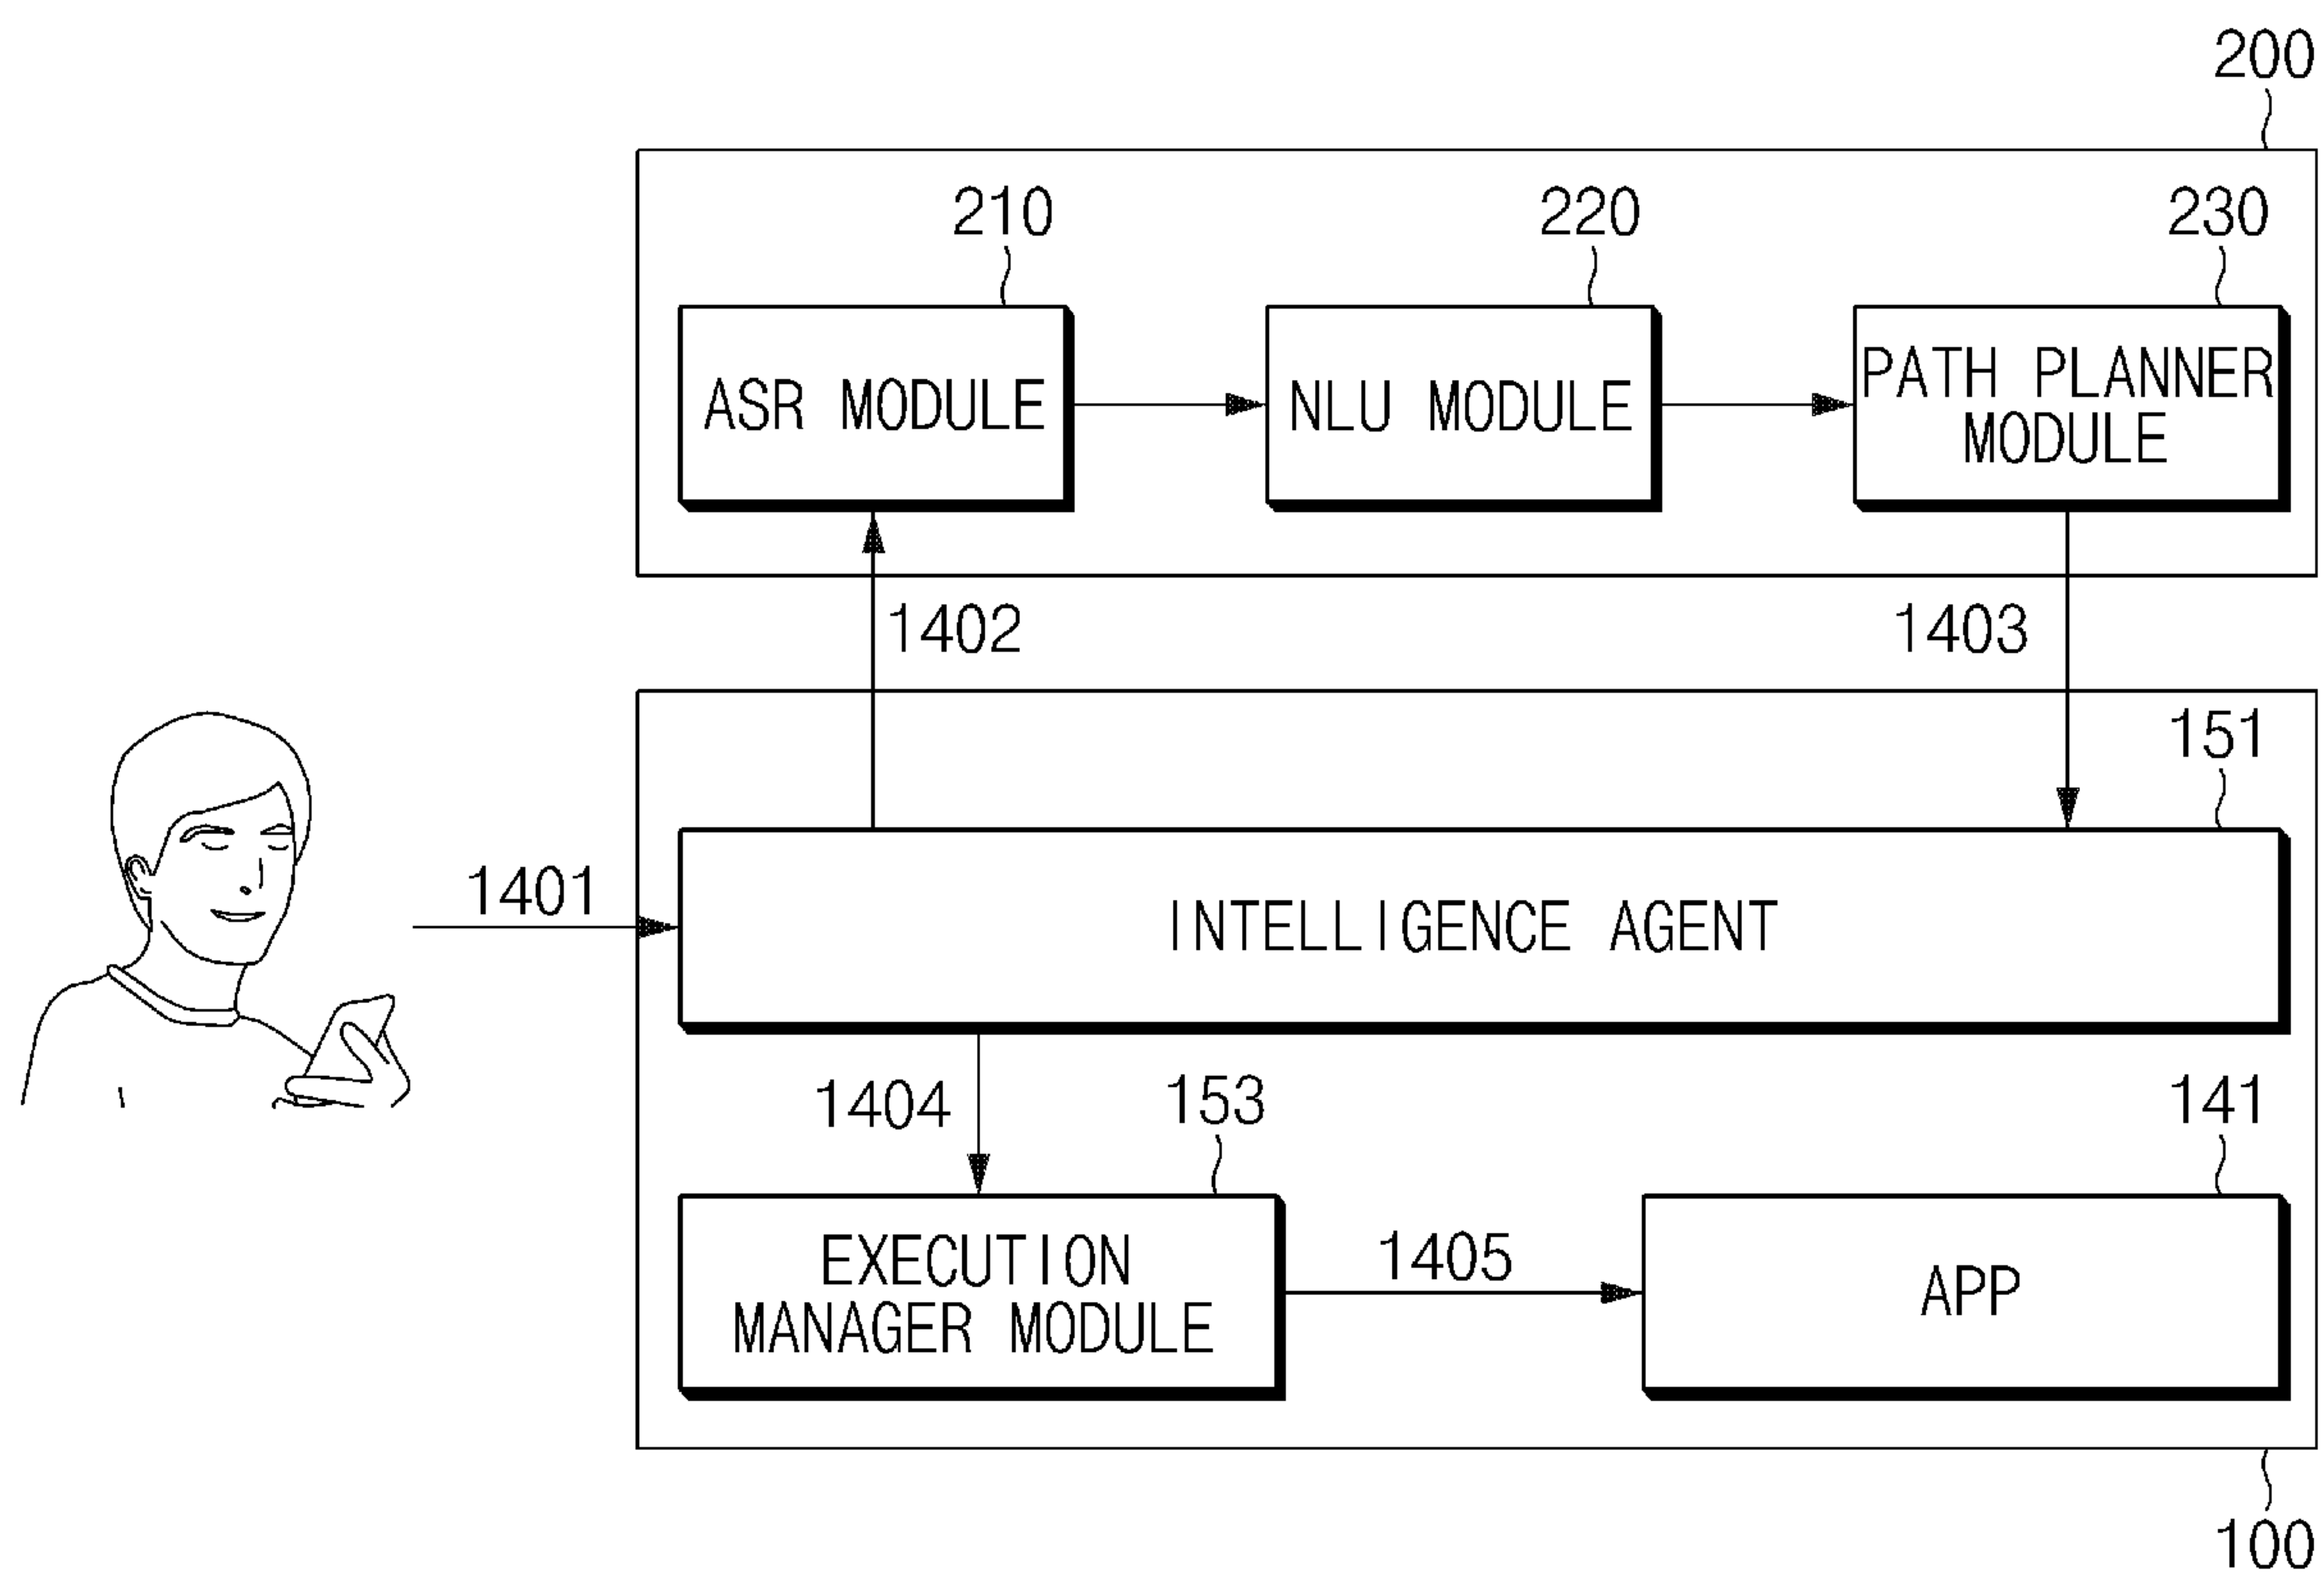 200
210
220
230
ASR MODULE
NLU MODULE
PATH PLANNER
MODULE
1402
1403
151
1401
INTELLIGENCE AGENT
1404
153
141
EXECUTION
MANAGER MODULE
1405
APP
100